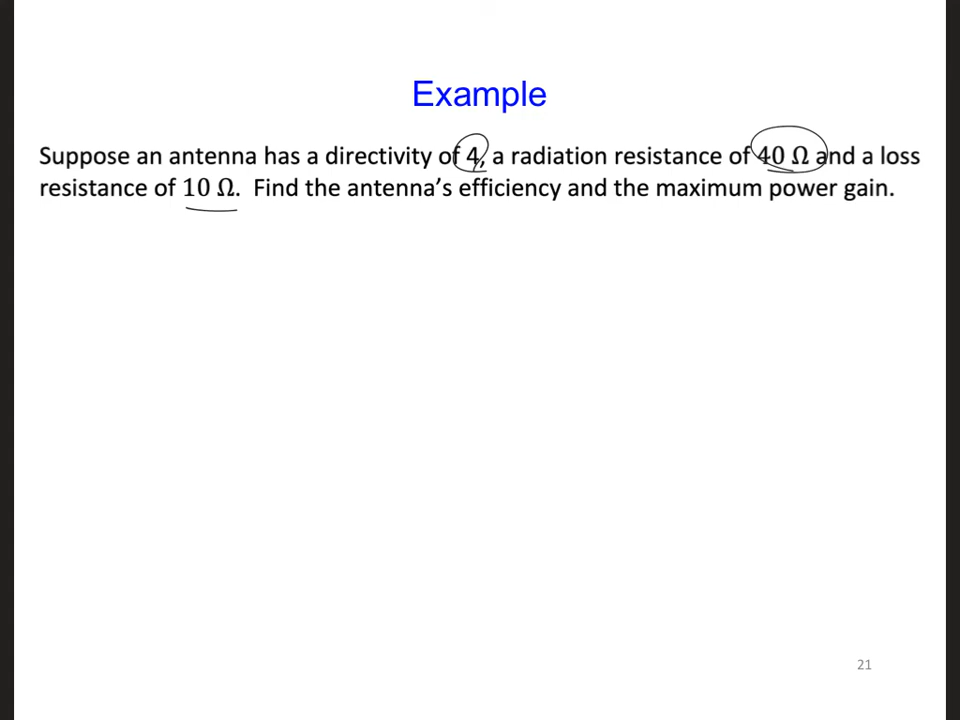 Example
Suppose an antenna has a directivity of 4, a radiation resistance of 40 Ω and a loss
resistance of 10 Ω.  Find the antenna’s efficiency and the maximum power gain.
21